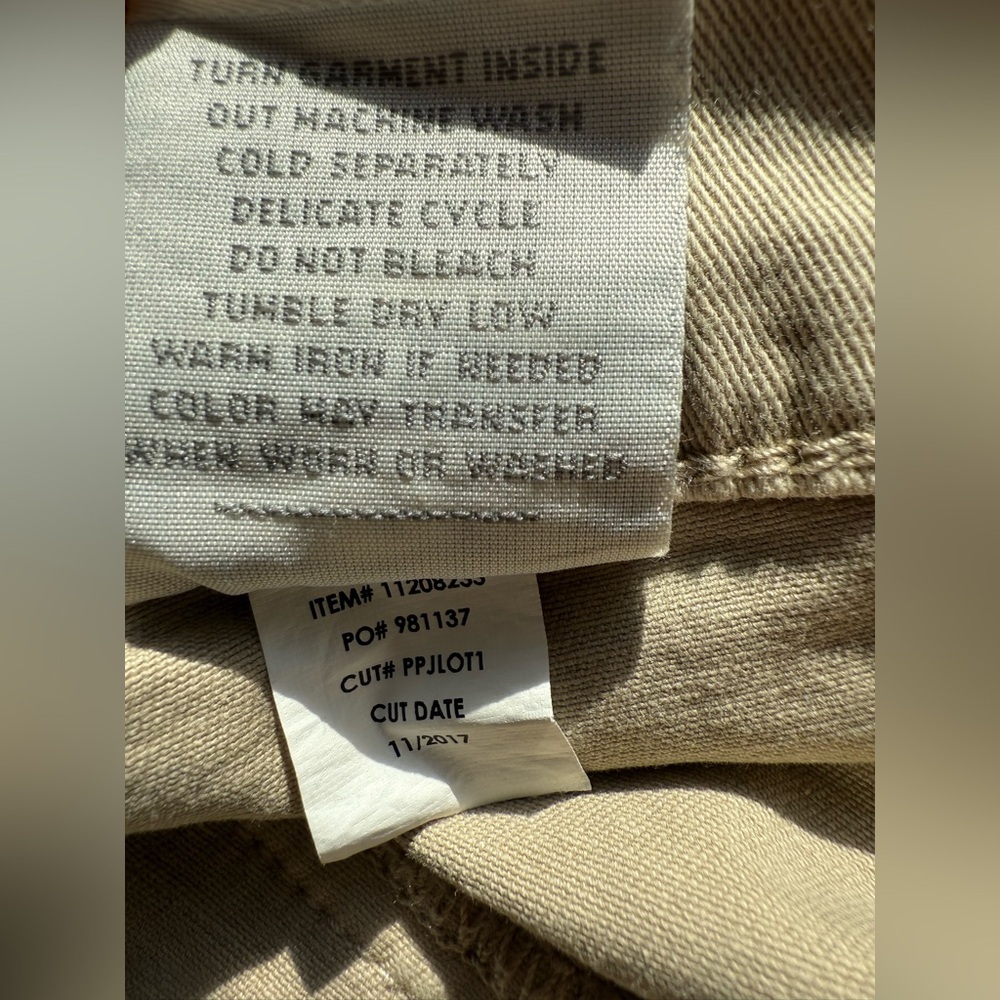 TURN GARMENT INSIDE
OUT MACHINE WASH
COLD SEPARATELY
DELICATE CYCLE
DO NOT BLEACH
TUMBLE DRY LOW
WARM IRON IF NEEDED
COLOR MAY TRANSFER
WHEN WORN OR WASHED
ITEM#
PO# 981137
CUT# PPJLOT1
CUT DATE
11/2017